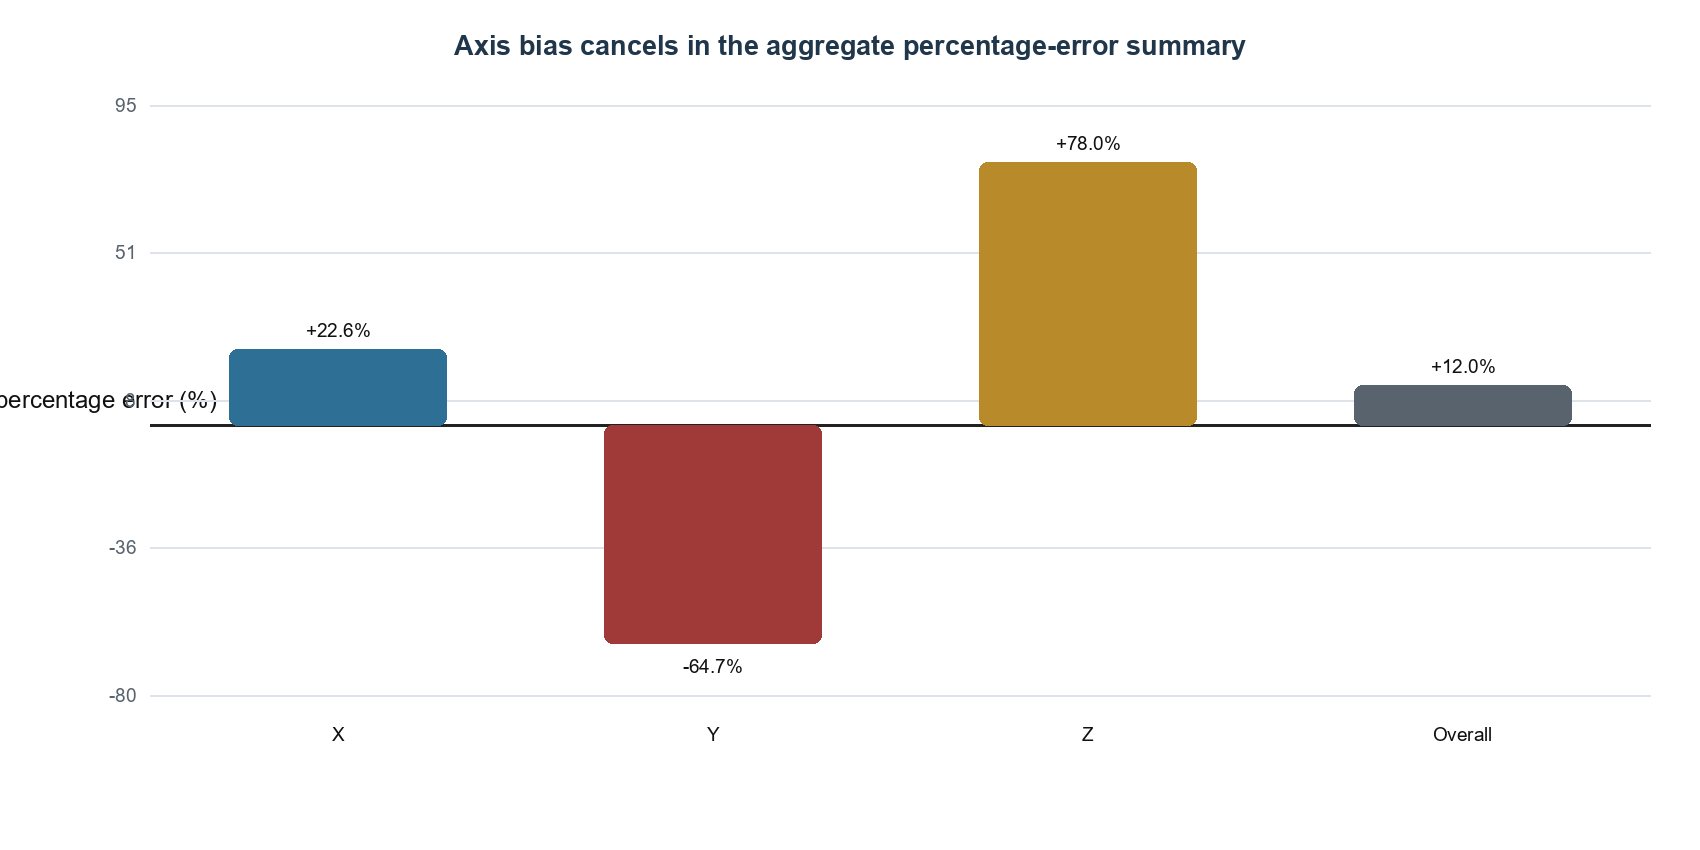 Axis bias cancels in the aggregate percentage-error summary
95
+78.0%
51
+22.6%
+12.0%
percentage error (%)
8
-36
-64.7%
-80
X
Y
Z
Overall